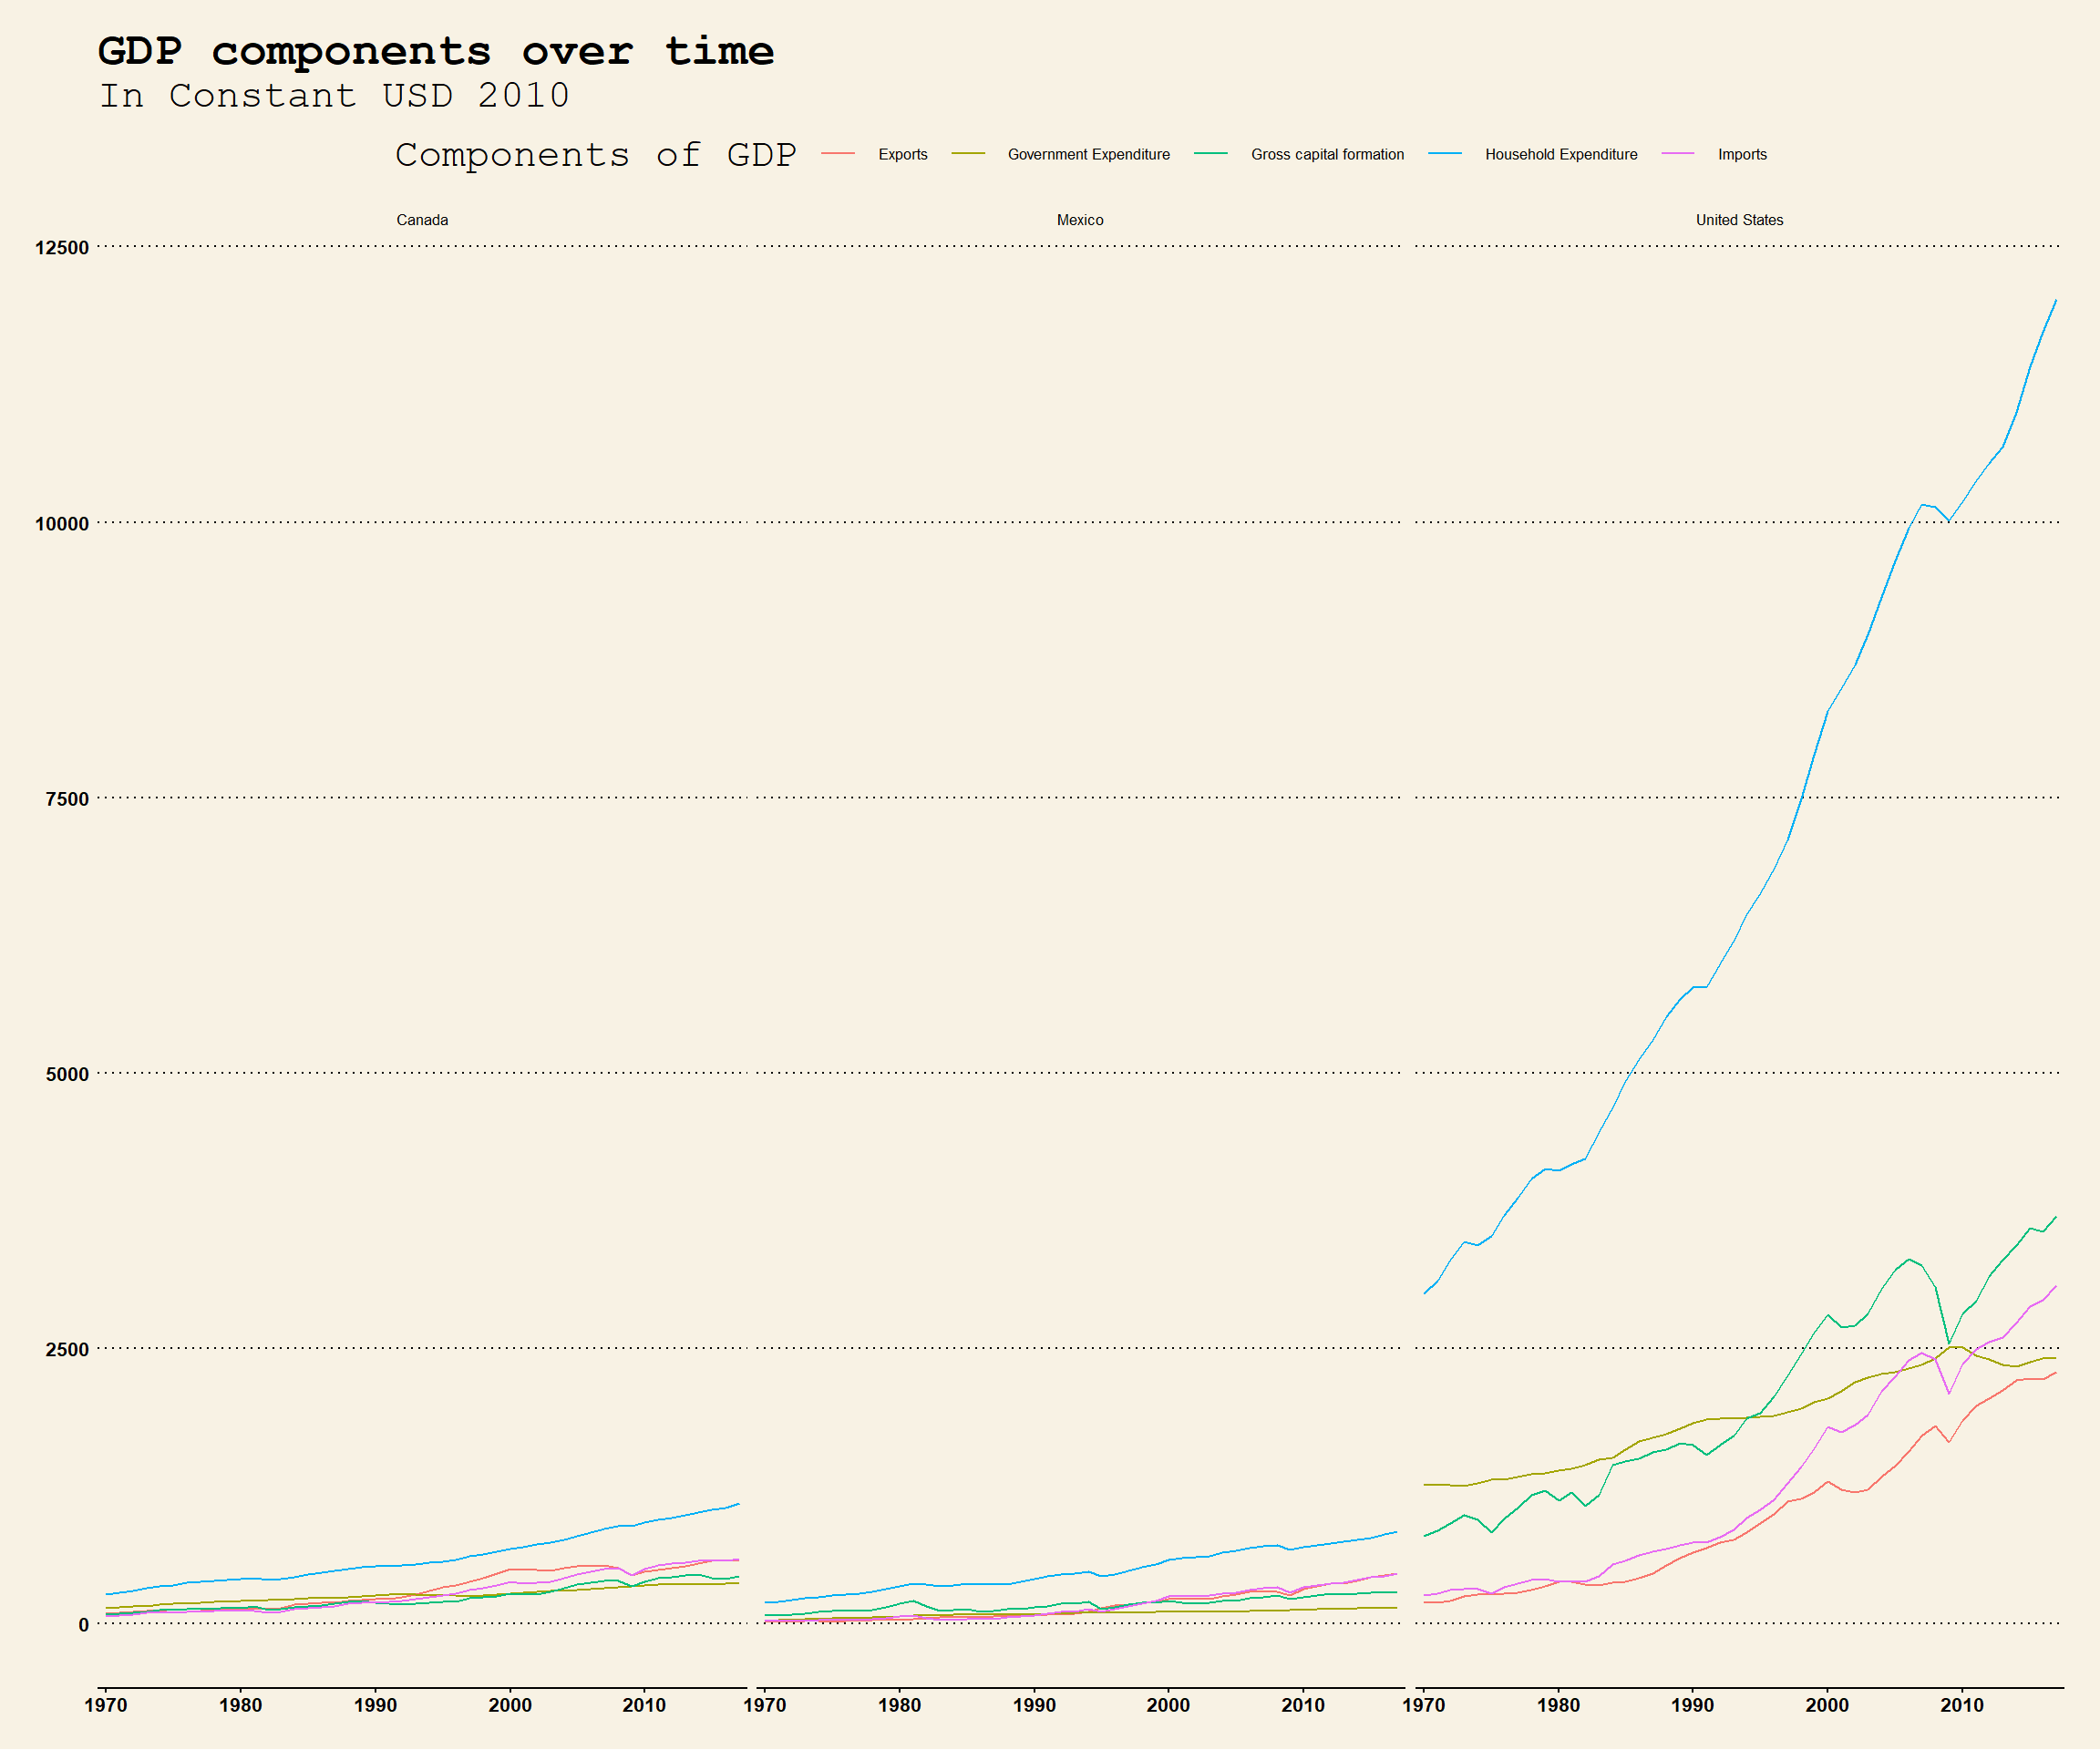 GDP components over time
In Constant USD 2010
Components of GDP Exports Government Expenditure Gross capital formation Household Expenditure Imports
Canada Mexico United States
12500
10000
7500
5000
2500
0
1970 1980 1990 2000 2010 1970 1980 1990 2000 2010 1970 1980 1990 2000 2010